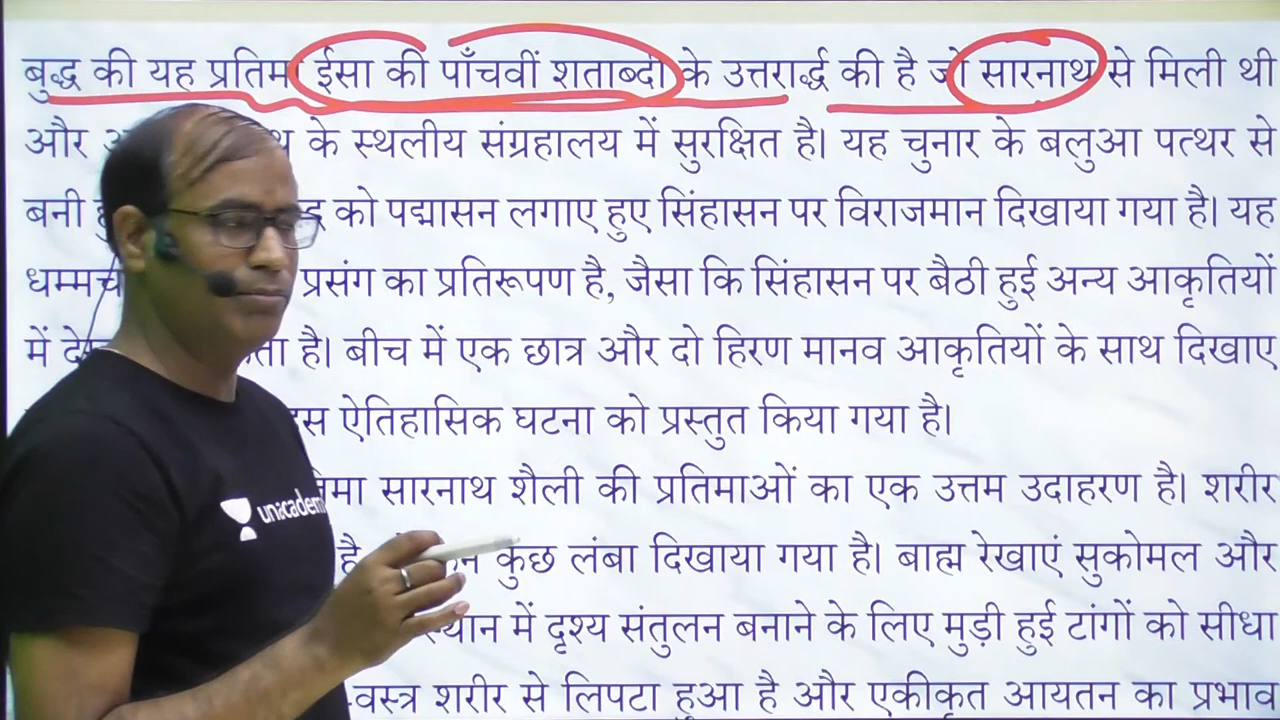 बुद्ध की यह प्रतिमा ईसा की पाँचवीं शताब्दी के उत्तरार्द्ध की है जो सारनाथ से मिली थी
और के स्थलीय संग्रहालय में सुरक्षित है। यह चुनार के बलुआ पत्थर से
बनी को पद्मासन लगाए हुए सिंहासन पर विराजमान दिखाया गया है। यह
प्रसंग का प्रतिरूपण है, जैसा कि सिंहासन पर बैठी हुई अन्य आकृतियों
में है। बीच में एक छात्र और दो हिरण मानव आकृतियों के साथ दिखाए
ऐतिहासिक घटना को प्रस्तुत किया गया है।
सारनाथ शैली की प्रतिमाओं का एक उत्तम उदाहरण है। शरीर
है कुछ लंबा दिखाया गया है। बाह्म रेखाएं सुकोमल और
में दृश्य संतुलन बनाने के लिए मुड़ी हुई टांगों को सीधा
वस्त्र शरीर से लिपटा हुआ है और एकीकृत आयतन का प्रभाव
unacademy